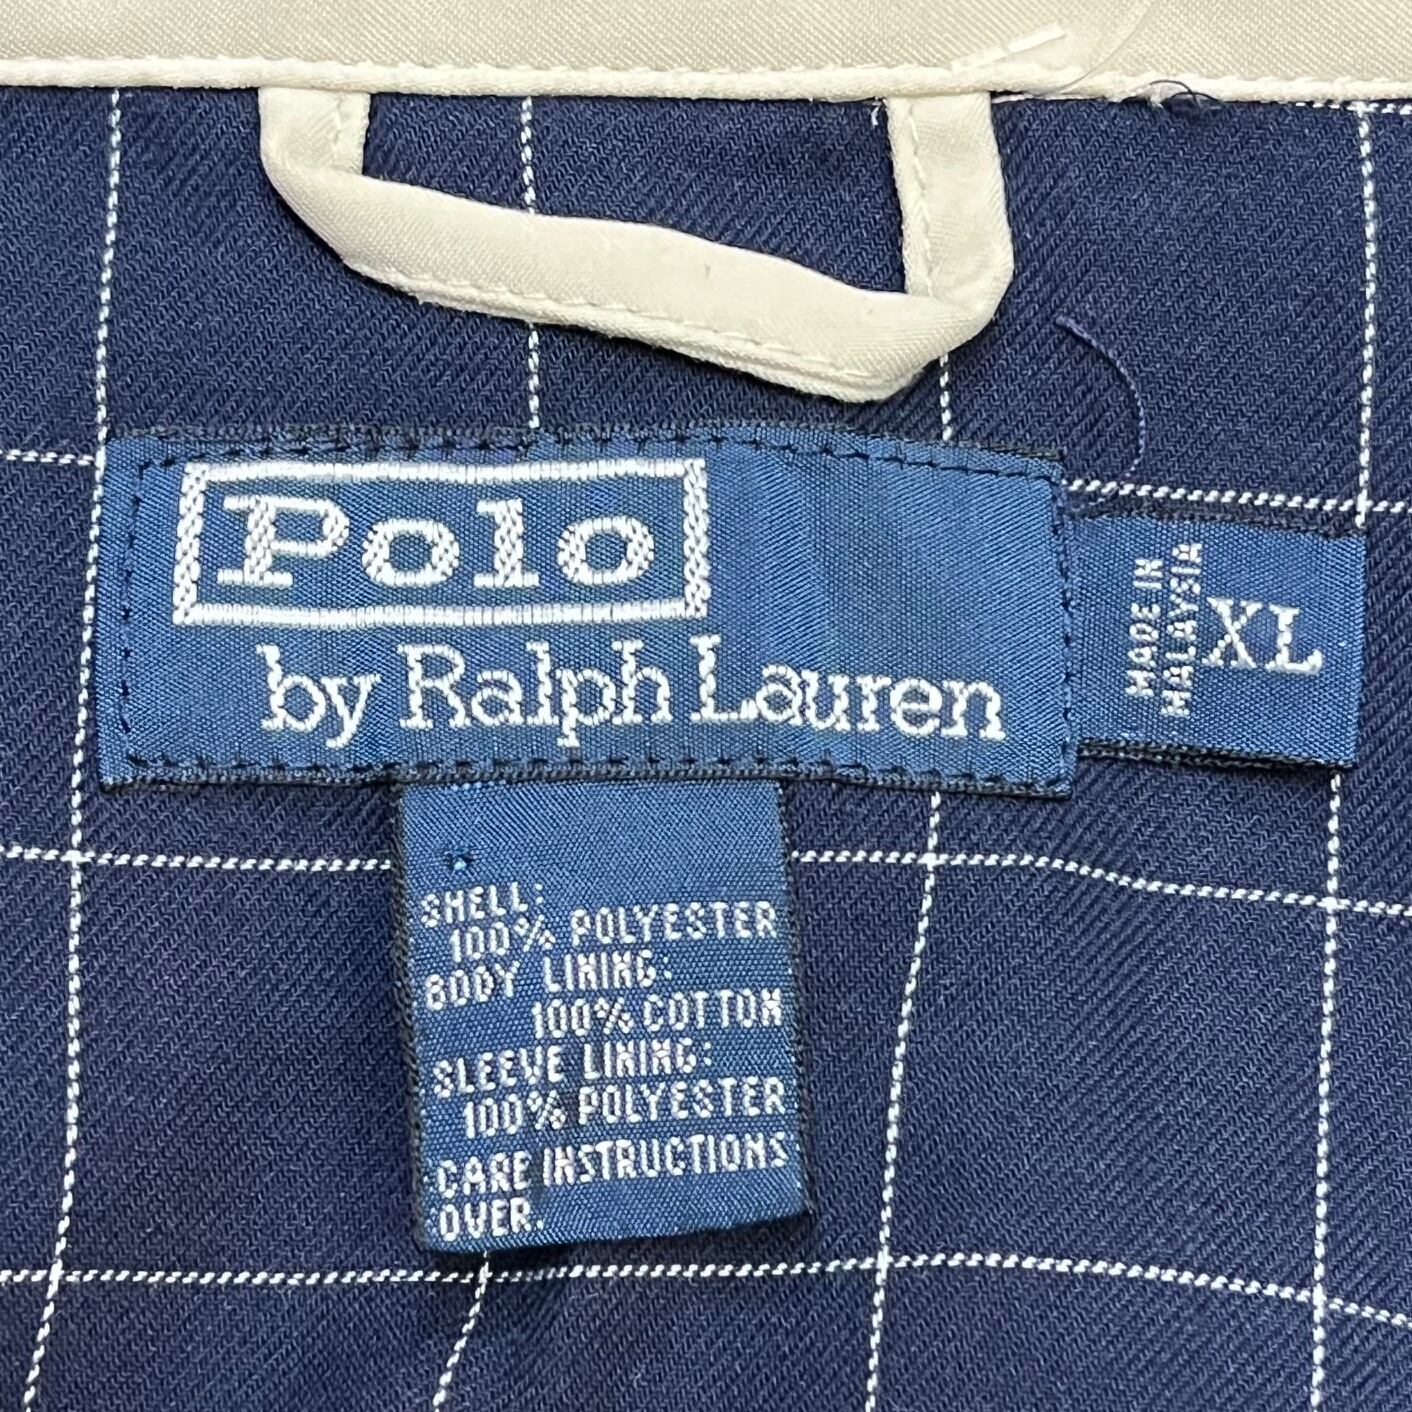 Polo
by Ralph Lauren
MADE IN
MALAYSIA
XL
SHELL:
100% POLYESTER
BODY LINING:
100% COTTON
SLEEVE LINING:
100% POLYESTER
CARE INSTRUCTIONS
OVER.